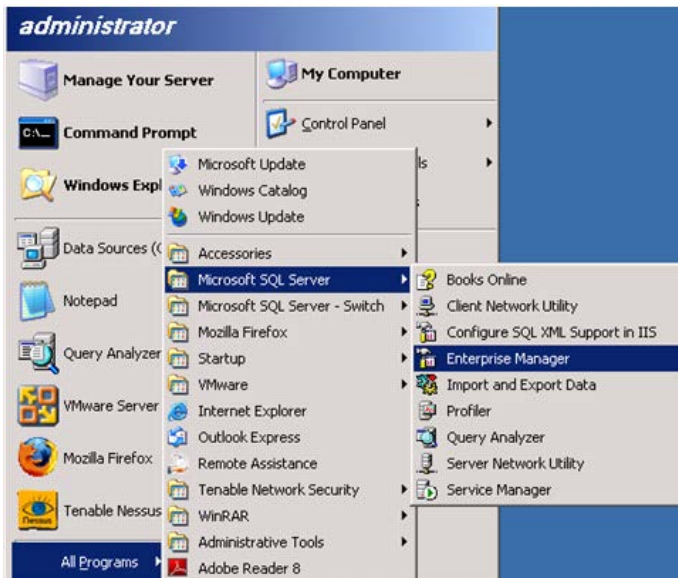 administrator
Manage Your Server
My Computer
C:\_
Command Prompt
Control Panel
Windows Expl
ls
s
Data Sources (O
Notepad
Query Analyzer
VMware Server
Mozilla Firefox
Nessus
Tenable Nessus
All Programs
Microsoft Update
Windows Catalog
Windows Update
Accessories
Microsoft SQL Server
Microsoft SQL Server - Switch
Mozilla Firefox
Startup
VMware
Internet Explorer
Outlook Express
Remote Assistance
Tenable Network Security
WinRAR
Administrative Tools
Adobe Reader 8
Books Online
Client Network Utility
Configure SQL XML Support in IIS
Enterprise Manager
Import and Export Data
Profiler
Query Analyzer
Server Network Utility
Service Manager